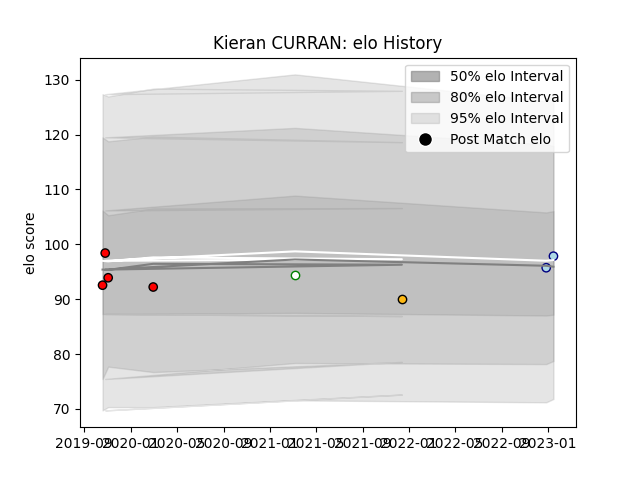 Kieran CURRAN: elo History
50% elo Interval
80% elo Interval
95% elo Interval
Post Match elo
elo score
130
120
110
100
90
80
70
2019-09 2020-01 2020-05 2020-09 2021-01 2021-05 2021-09 2022-01 2022-05 2022-09 2023-01